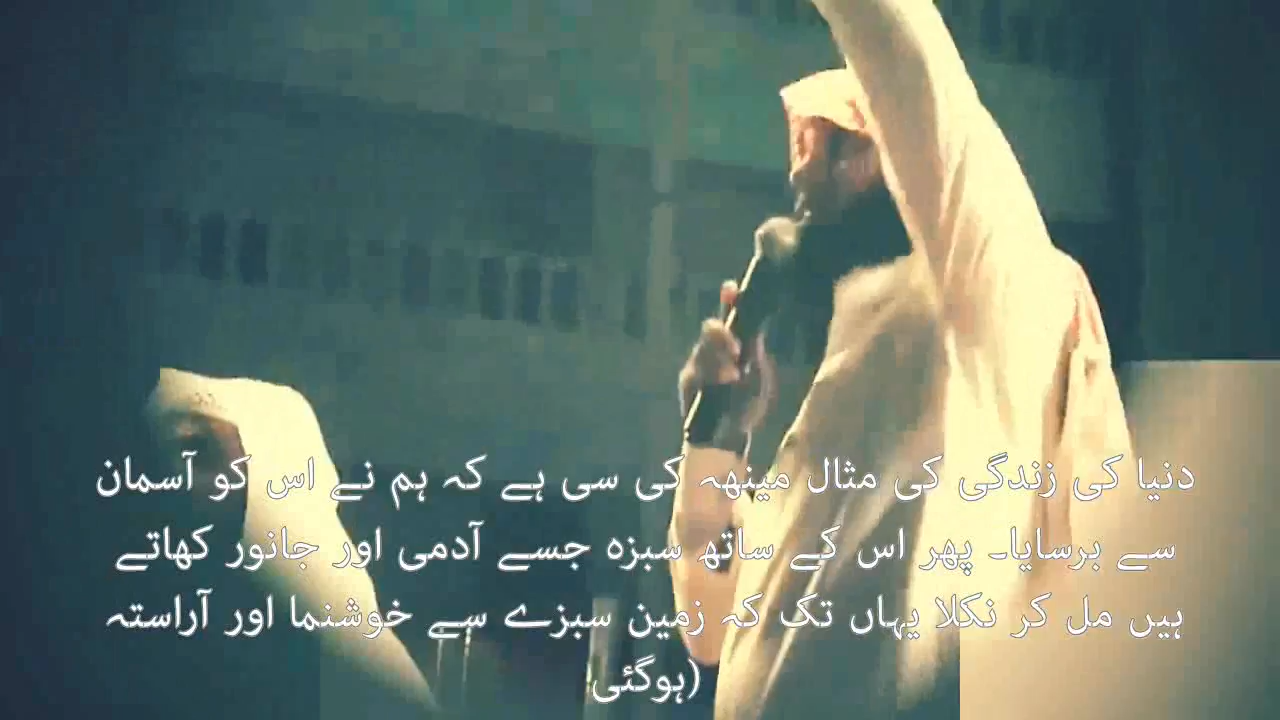 دنیا کی زندگی کی مثال مینھہ کی سی ہے کہ ہم نے اس کو آسمان
سے برسایا۔ پھر اس کے ساتھ سبزہ جسے آدمی اور جانور کھاتے
ہیں مل کر نکلا یہاں تک کہ زمین سبزے سے خوشنما اور آراستہ
(ہوگئی